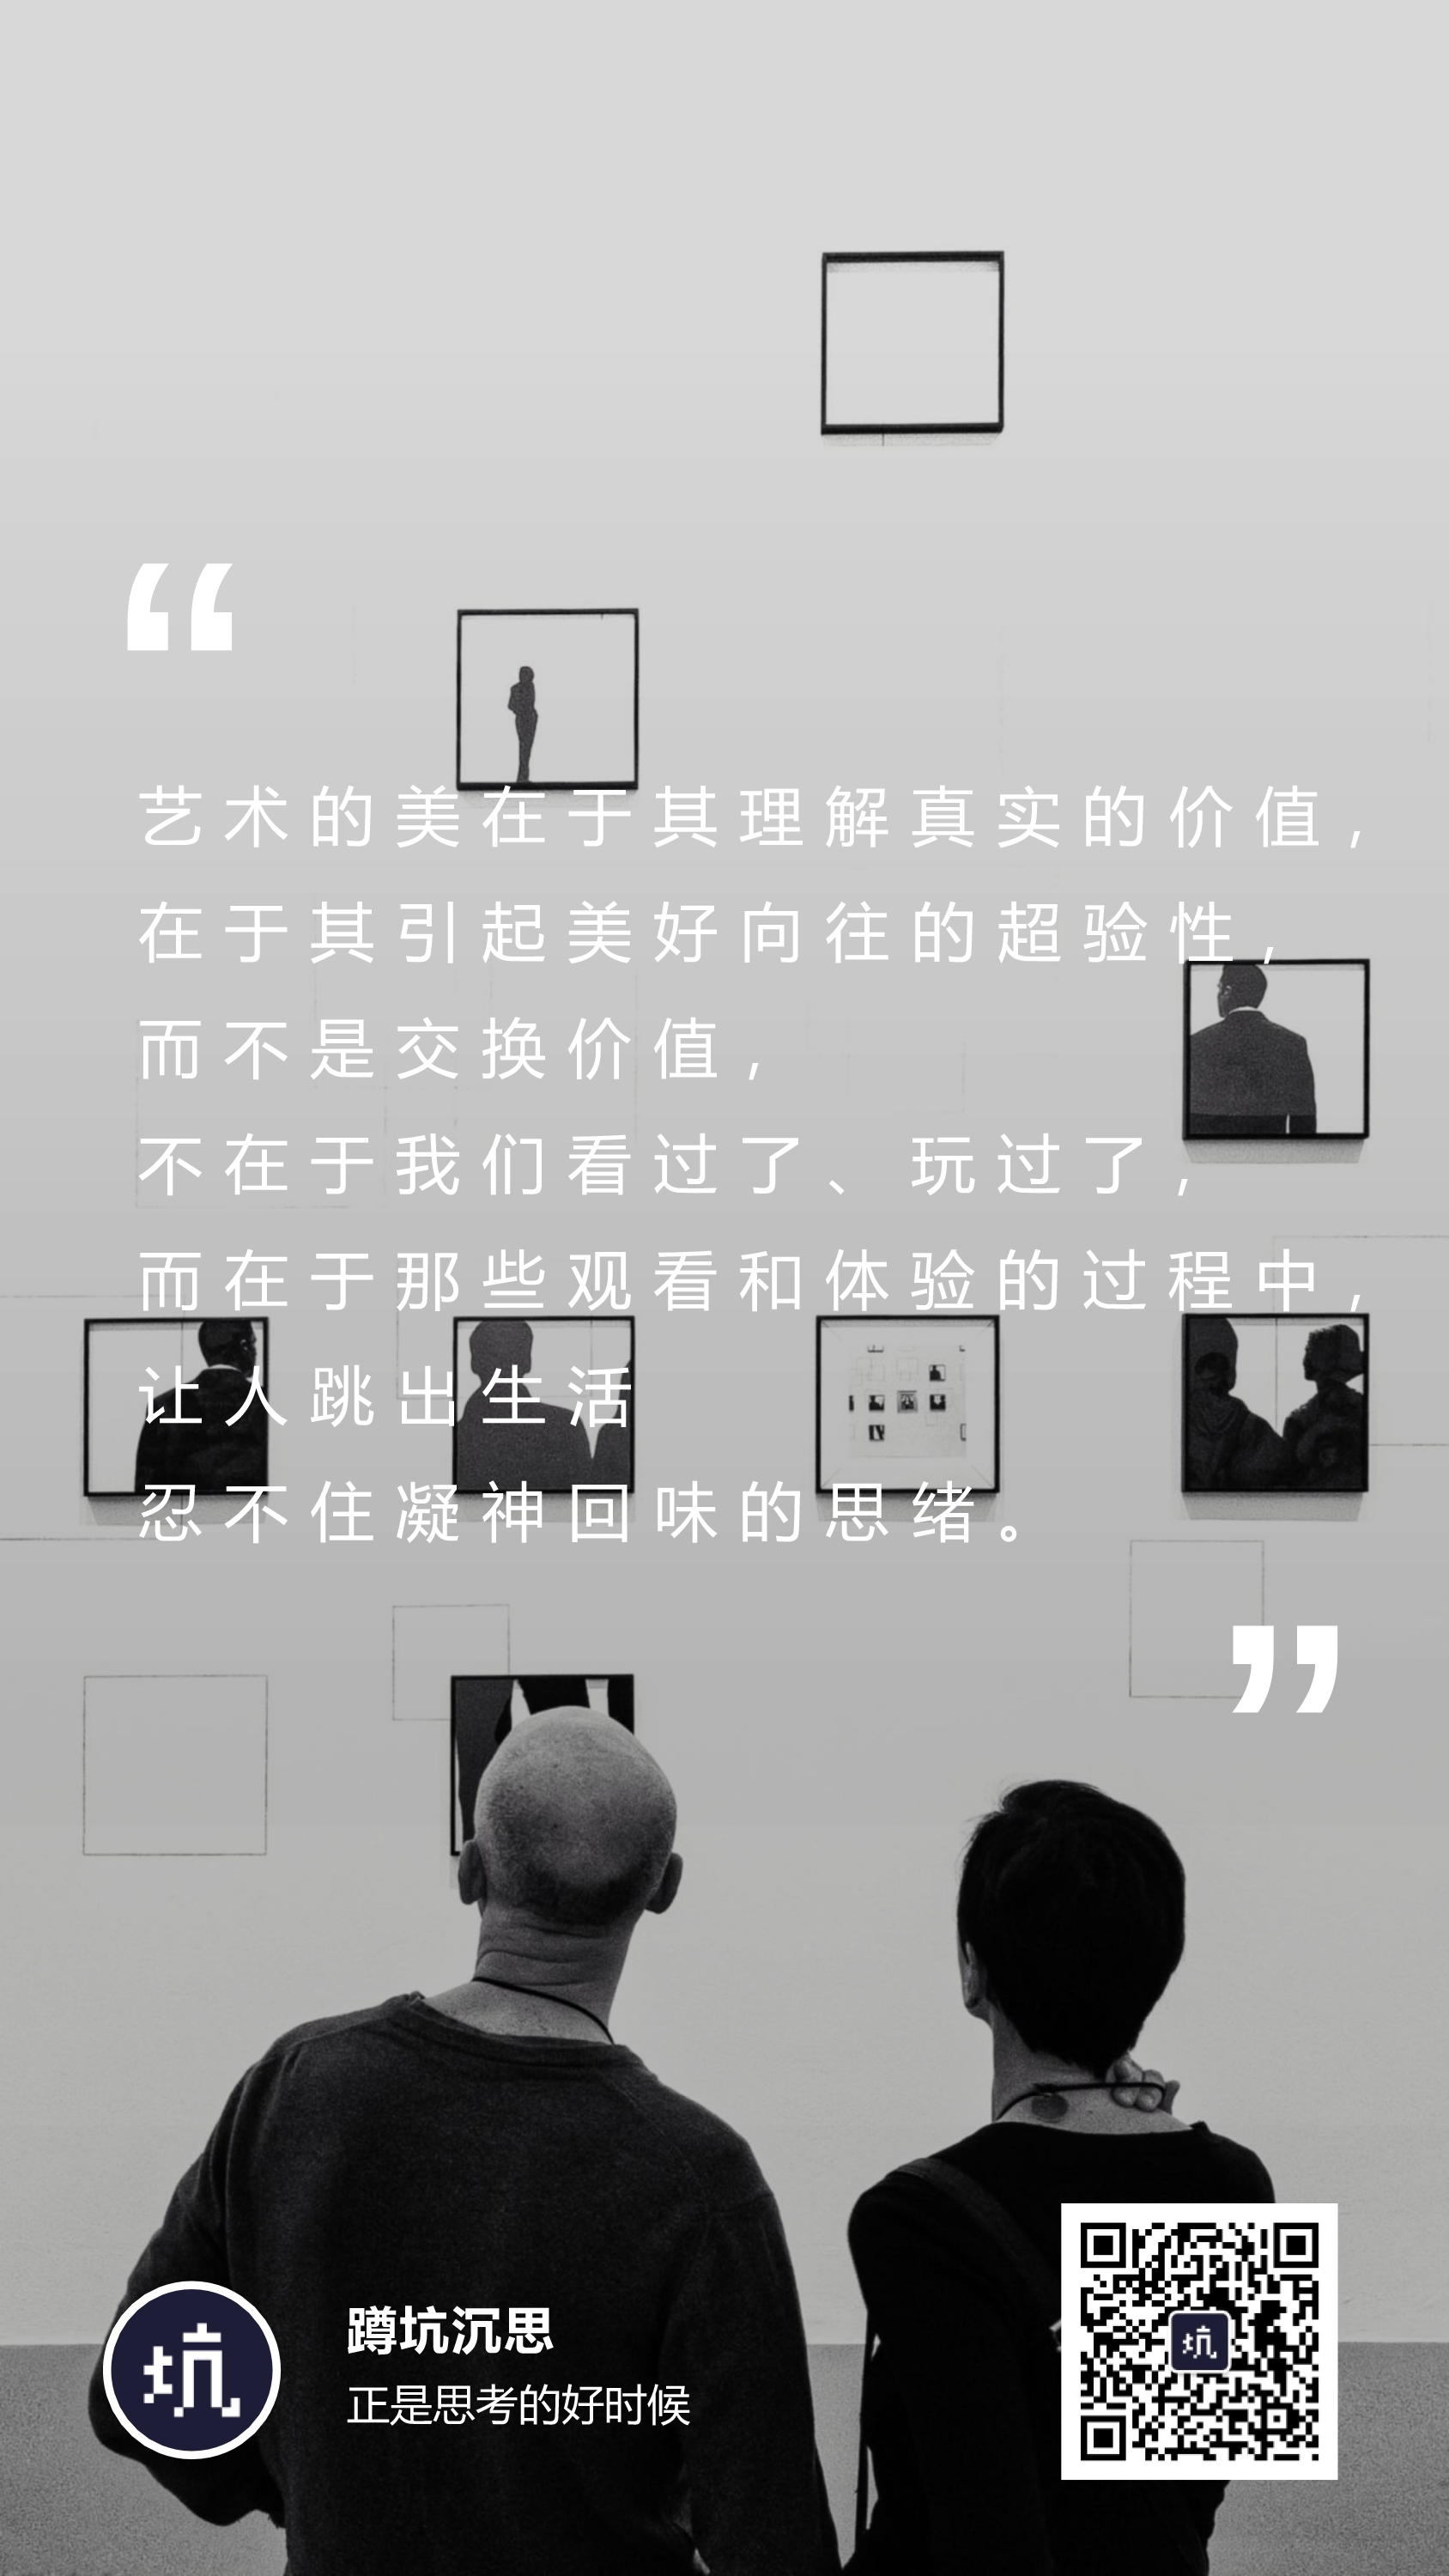 “
艺术的美在于其理解真实的价值，
在于其引起美好向往的超验性，
而不是交换价值，
不在于我们看过了、玩过了，
而在于那些观看和体验的过程中，
让人跳出生活
忍不住凝神回味的思绪。
”
坑
蹲坑沉思
正是思考的好时候
坑